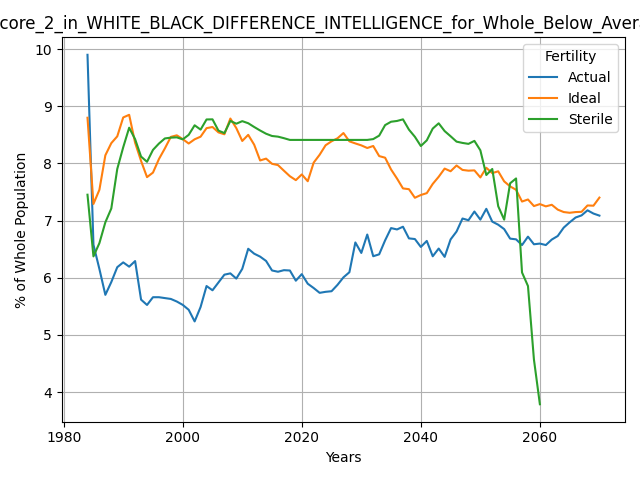 core_2_in_WHITE_BLACK_DIFFERENCE_INTELLIGENCE_for_Whole_Below_Avera
Fertility
Actual
Ideal
Sterile
% of Whole Population
10
9
8
7
6
5
4
1980 2000 2020 2040 2060
Years